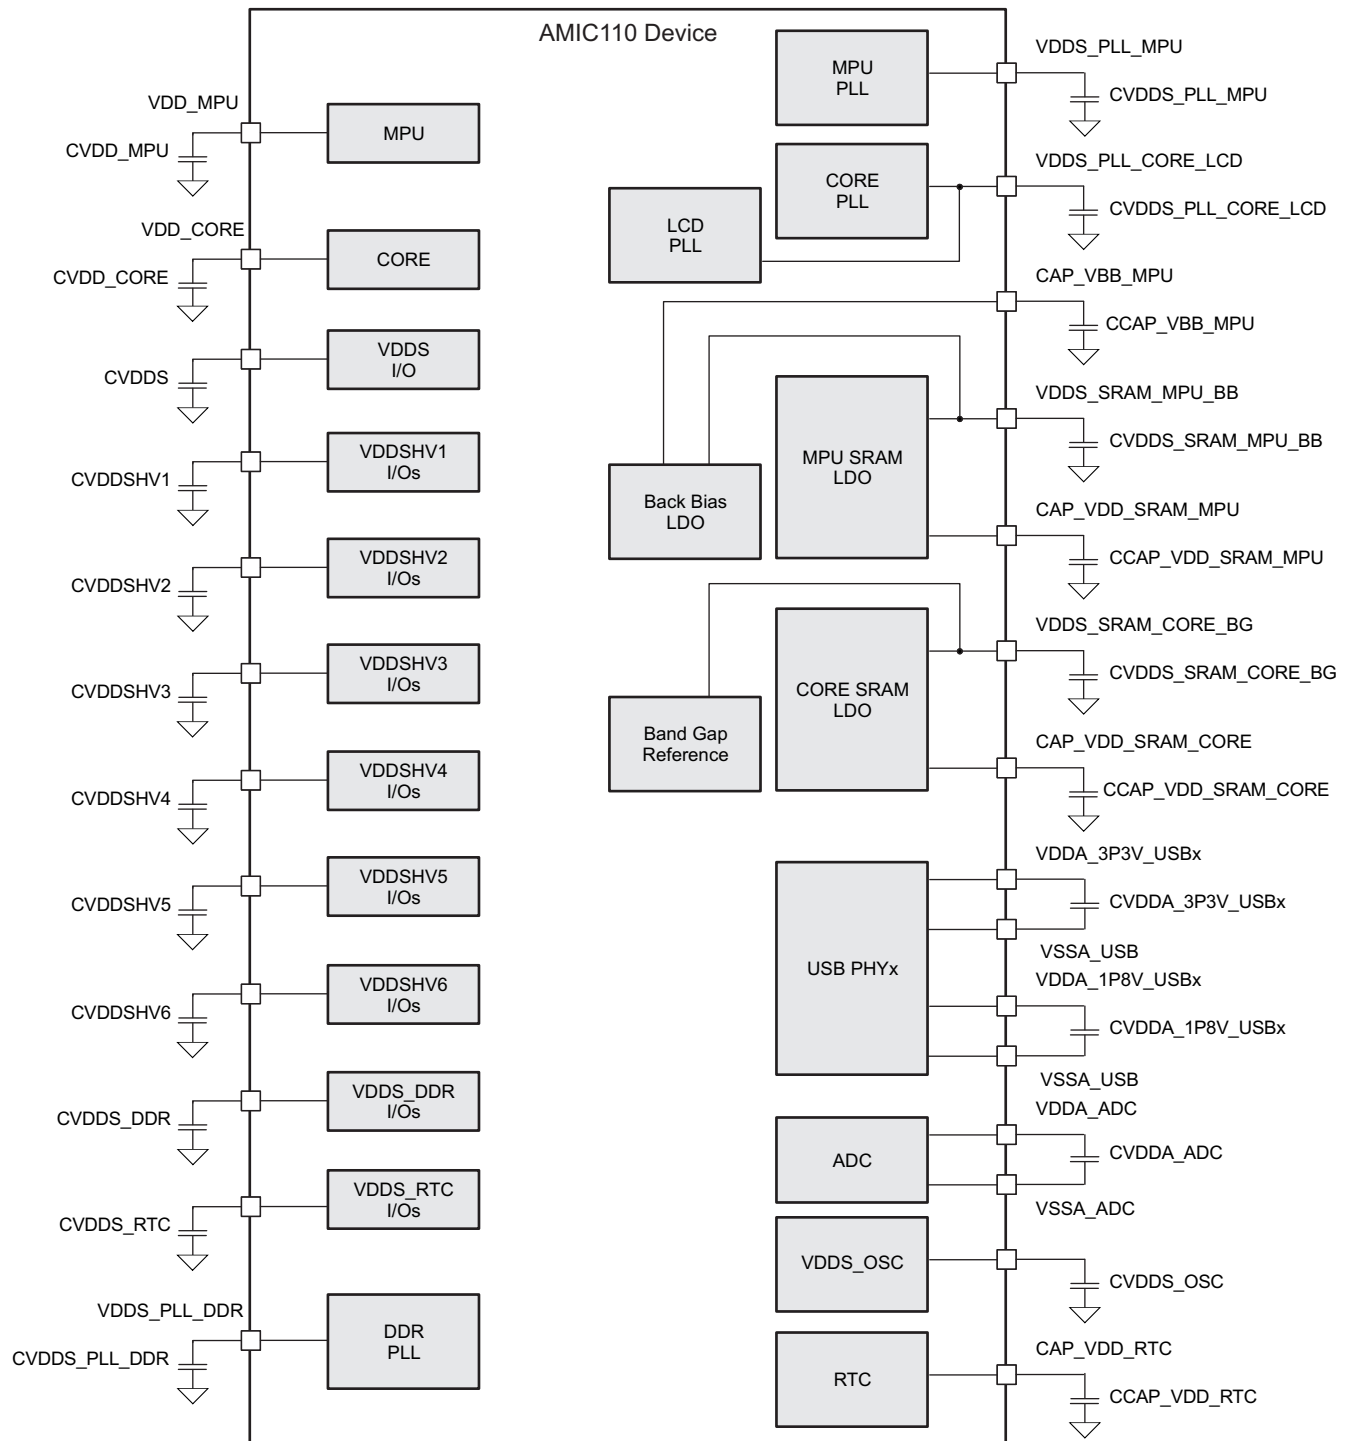 AMIC110 Device
VDD_MPU
CVDD_MPU
MPU
VDD_CORE
CVDD_CORE
CORE
CVDDS
VDDS
I/O
CVDDSHV1
VDDSHV1
I/Os
CVDDSHV2
VDDSHV2
I/Os
CVDDSHV3
VDDSHV3
I/Os
CVDDSHV4
VDDSHV4
I/Os
CVDDSHV5
VDDSHV5
I/Os
CVDDSHV6
VDDSHV6
I/Os
CVDDS_DDR
VDDS_DDR
I/Os
CVDDS_RTC
VDDS_RTC
I/Os
VDDS_PLL_DDR
CVDDS_PLL_DDR
DDR
PLL
MPU
PLL
VDDS_PLL_MPU
CVDDS_PLL_MPU
CORE
PLL
LCD
PLL
VDDS_PLL_CORE_LCD
CVDDS_PLL_CORE_LCD
CAP_VBB_MPU
CCAP_VBB_MPU
MPU SRAM
LDO
Back Bias
LDO
VDDS_SRAM_MPU_BB
CVDDS_SRAM_MPU_BB
CAP_VDD_SRAM_MPU
CCAP_VDD_SRAM_MPU
CORE SRAM
LDO
Band Gap
Reference
VDDS_SRAM_CORE_BG
CVDDS_SRAM_CORE_BG
CAP_VDD_SRAM_CORE
CCAP_VDD_SRAM_CORE
USB PHYx
VDDA_3P3V_USBx
CVDDA_3P3V_USBx
VSSA_USB
VDDA_1P8V_USBx
CVDDA_1P8V_USBx
VSSA_USB
ADC
VDDA_ADC
CVDDA_ADC
VSSA_ADC
VDDS_OSC
CVDDS_OSC
RTC
CAP_VDD_RTC
CCAP_VDD_RTC